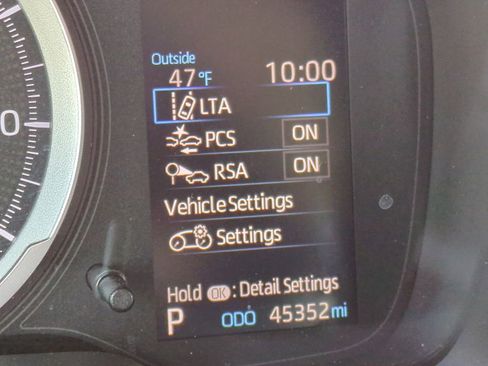 Outside
47°F 10:00
LTA
PCS ON
RSA ON
Vehicle Settings
Settings
Hold OK: Detail Settings
P ODO 45352 mi
0